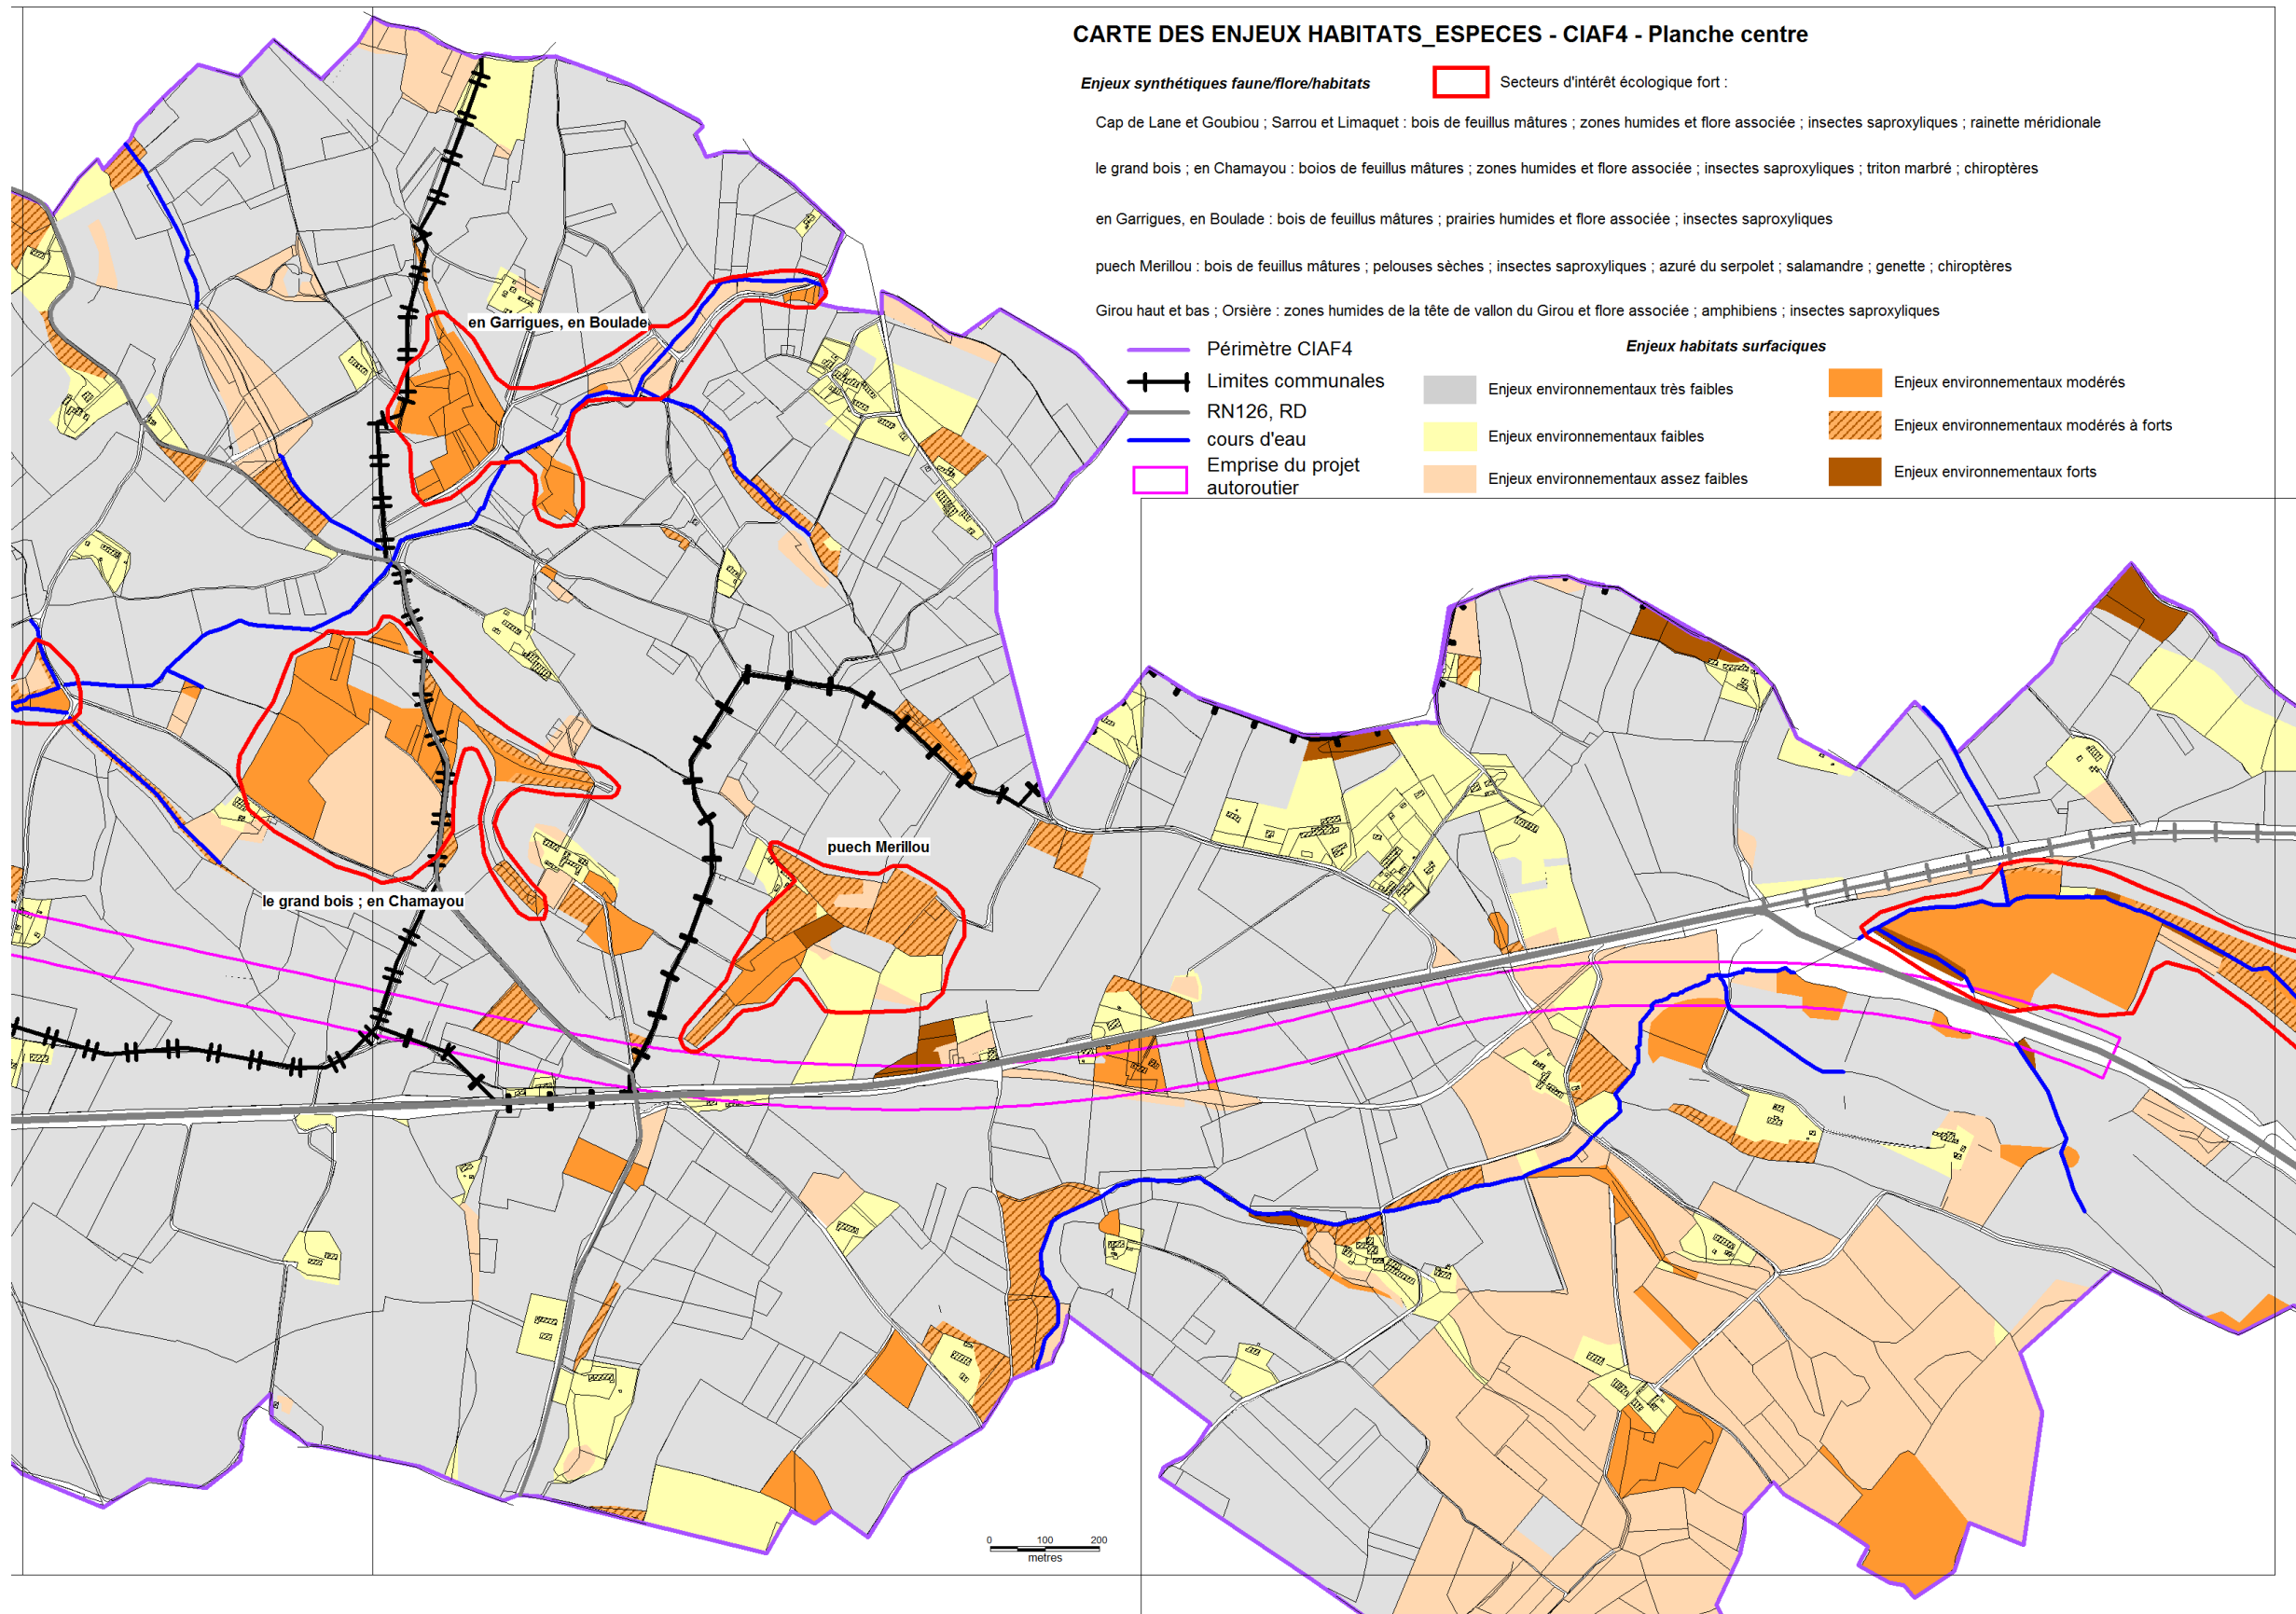 CARTE DES ENJEUX HABITATS_ESPECES - CIAF4 - Planche centre
Enjeux synthétiques faune/flore/habitats
Secteurs d'intérêt écologique fort :
Cap de Lane et Goubiou ; Sarrou et Limaquet : bois de feuillus mâtures ; zones humides et flore associée ; insectes saproxyliques ; rainette méridionale
le grand bois ; en Chamayou : boios de feuillus mâtures ; zones humides et flore associée ; insectes saproxyliques ; triton marbré ; chiroptères
en Garrigues, en Boulade : bois de feuillus mâtures ; prairies humides et flore associée ; insectes saproxyliques
puech Merillou : bois de feuillus mâtures ; pelouses sèches ; insectes saproxyliques ; azuré du serpolet ; salamandre ; genette ; chiroptères
Girou haut et bas ; Orsière : zones humides de la tête de vallon du Girou et flore associée ; amphibiens ; insectes saproxyliques
Périmètre CIAF4
Limites communales
RN126, RD
cours d'eau
Emprise du projet
autoroutier
Enjeux habitats surfaciques
Enjeux environnementaux très faibles
Enjeux environnementaux faibles
Enjeux environnementaux assez faibles
Enjeux environnementaux modérés
Enjeux environnementaux modérés à forts
Enjeux environnementaux forts
en Garrigues, en Boulade
puech Merillou
le grand bois ; en Chamayou
0 100 200
metres